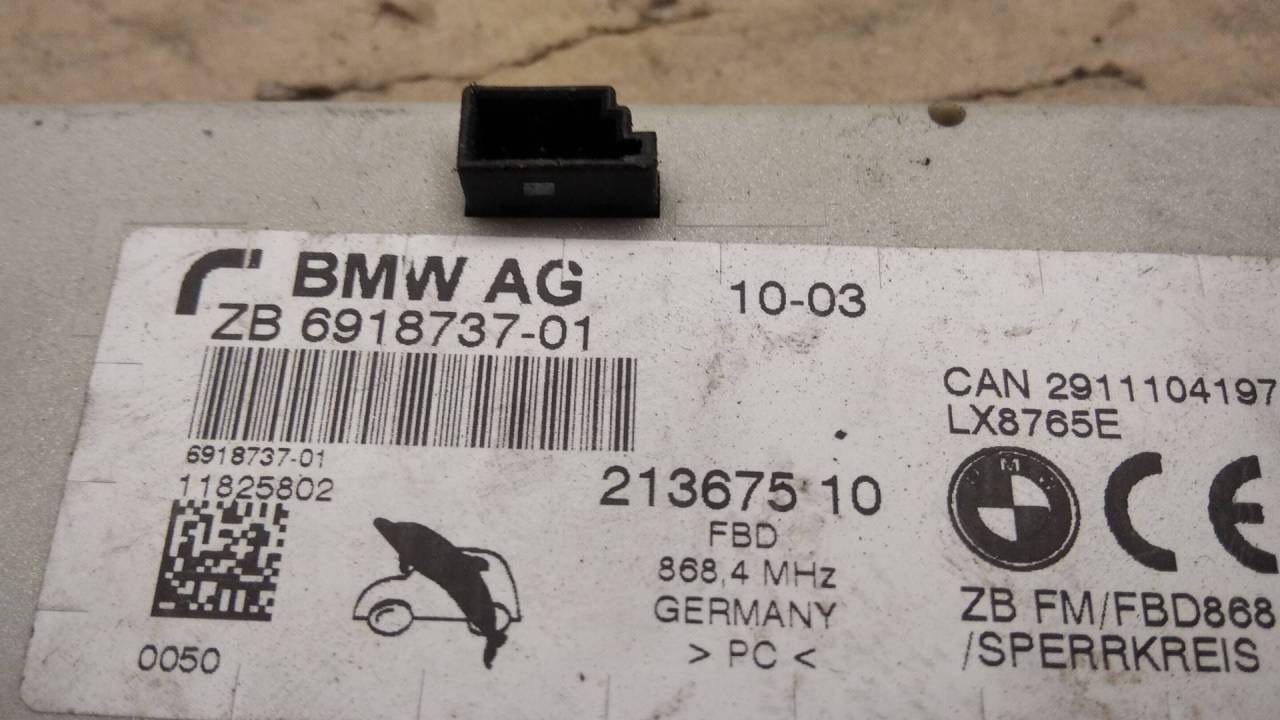 BMW AG
10-03
ZB 6918737-01
CAN 2911104197
LX8765E
6918737-01
11825802
213675 10
FBD
868,4 MHz
GERMANY
> PC <
CE
ZB FM/FBD868
/SPERRKREIS
0050